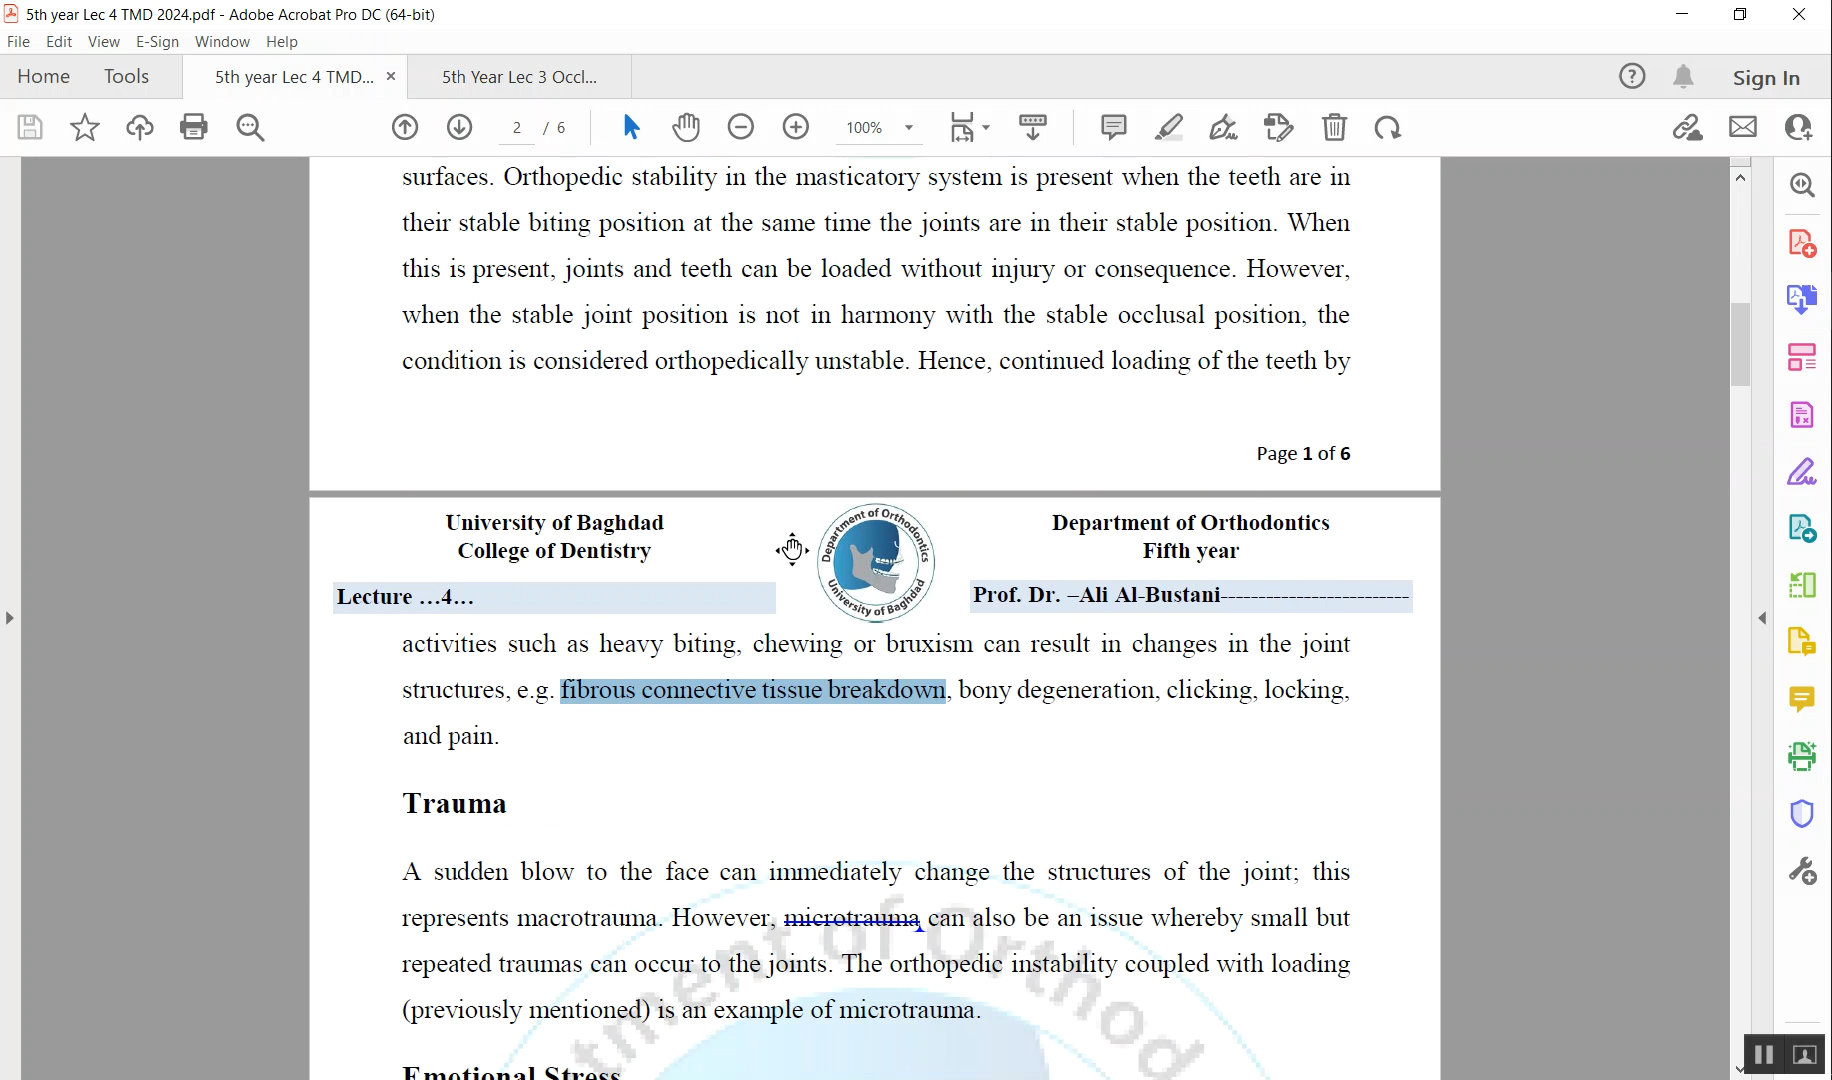 5th year Lec 4 TMD 2024.pdf - Adobe Acrobat Pro DC (64-bit)
File Edit View E-Sign Window Help
Home Tools 5th year Lec 4 TMD... × 5th Year Lec 3 Occl... Sign In
2 / 6 100%
surfaces. Orthopedic stability in the masticatory system is present when the teeth are in
their stable biting position at the same time the joints are in their stable position. When
this is present, joints and teeth can be loaded without injury or consequence. However,
when the stable joint position is not in harmony with the stable occlusal position, the
condition is considered orthopedically unstable. Hence, continued loading of the teeth by
Page 1 of 6
University of Baghdad
College of Dentistry
Department of Orthodontics
University of Baghdad
Department of Orthodontics
Fifth year
Lecture ...4...
Prof. Dr. –Ali Al-Bustani-------------------------
activities such as heavy biting, chewing or bruxism can result in changes in the joint
structures, e.g. fibrous connective tissue breakdown, bony degeneration, clicking, locking,
and pain.
Trauma
A sudden blow to the face can immediately change the structures of the joint; this
represents macrotrauma. However, microtrauma can also be an issue whereby small but
repeated traumas can occur to the joints. The orthopedic instability coupled with loading
(previously mentioned) is an example of microtrauma.
Emotional Stress
tment of Orthod